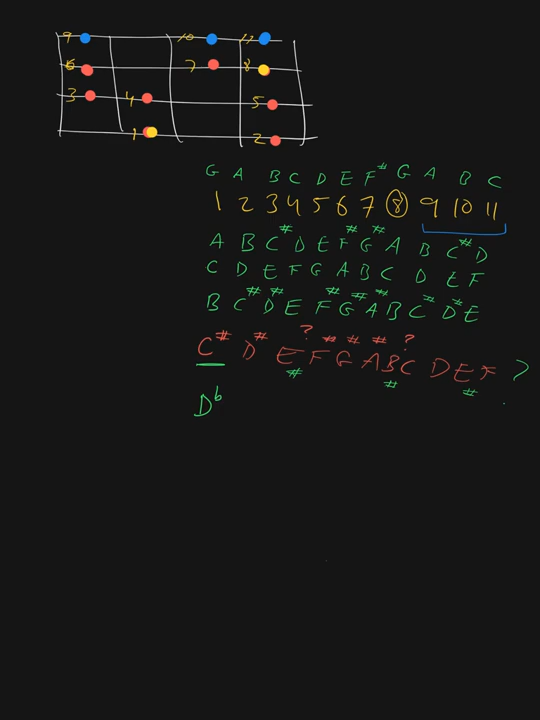 9 10 11
6 7 8
3 4 5
1 2
G A B C D E F# G A B C
1 2 3 4 5 6 7 8 9 10 11
A B C# D E F# G# A B C# D
C D E F G A B C D E F
B C# D# E F# G# A# B C# D# E
C# D# E#? F# G# A# B#? C D E# F ?
D♭